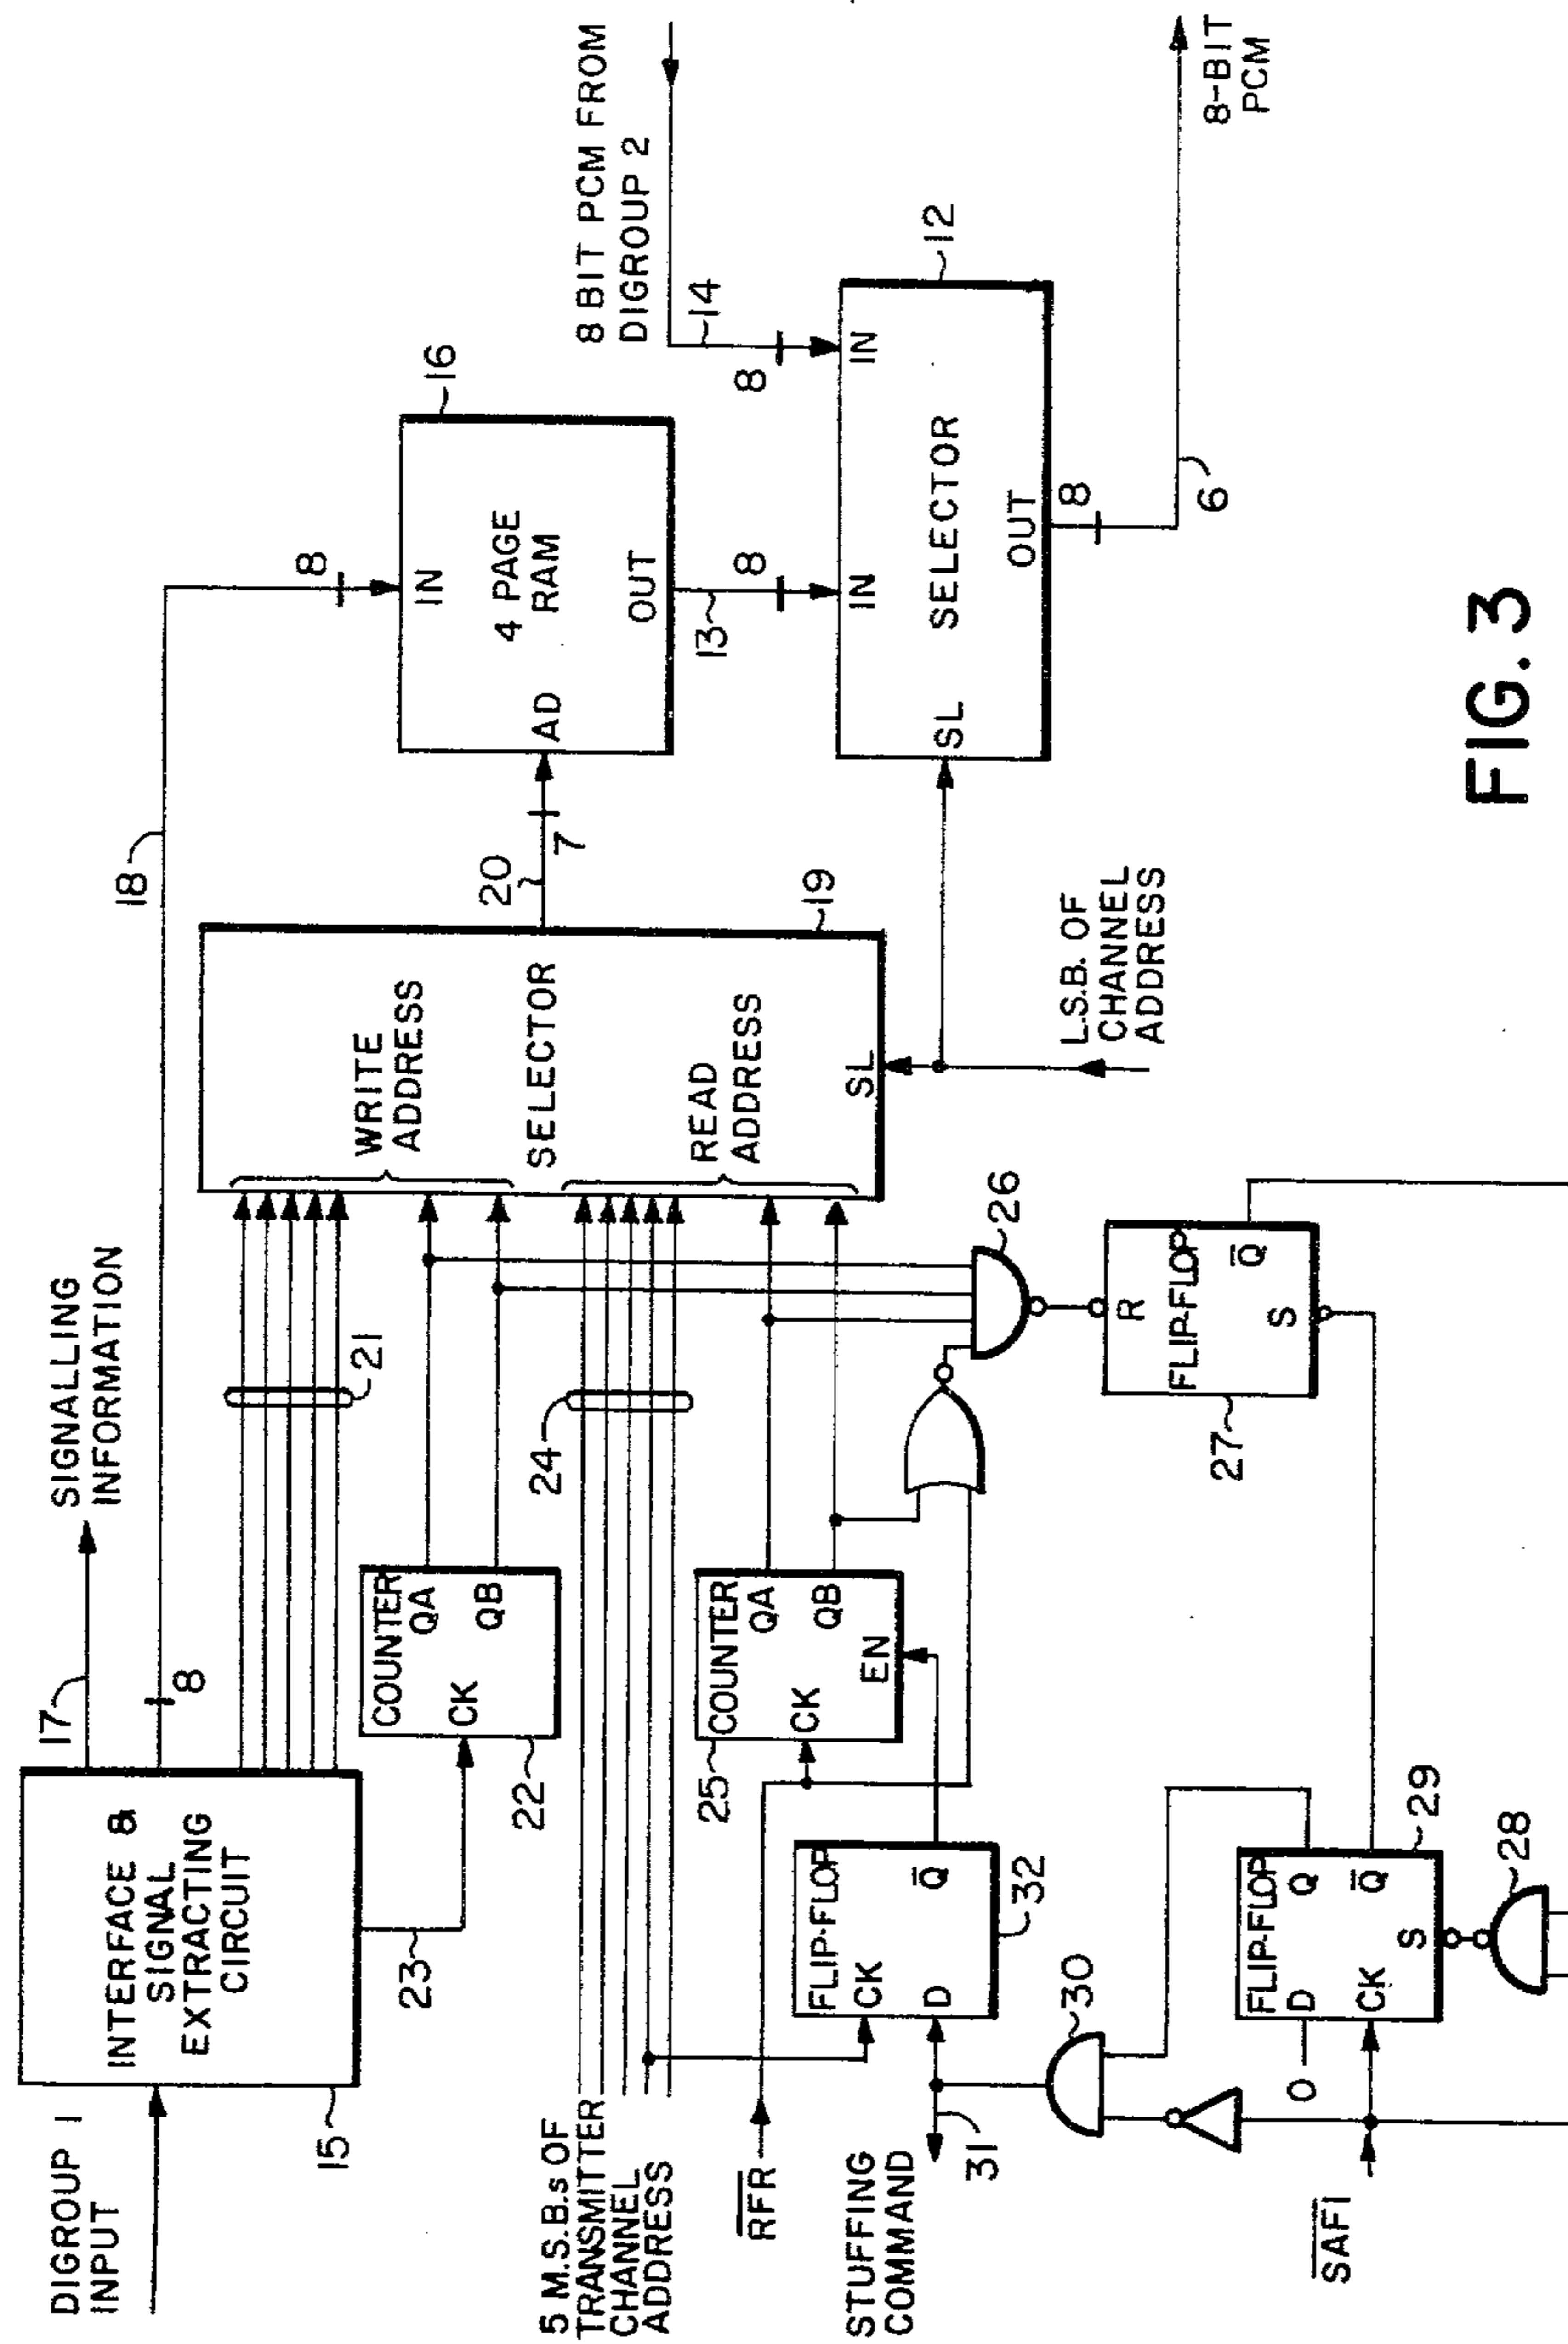 DIGROUP 1
INPUT
INTERFACE &
SIGNAL
EXTRACTING
CIRCUIT
15
17
SIGNALLING
INFORMATION
8
18
21
23
COUNTER
QA
QB
CK
22
WRITE
ADDRESS
SELECTOR
READ
ADDRESS
SL
19
20
7
8
IN
4 PAGE
RAM
AD
OUT
16
13
8
8 BIT PCM FROM
DIGROUP 2
14
8
IN
IN
SELECTOR
SL
OUT
12
8
6
8-BIT
PCM
L.S.B. OF
CHANNEL
ADDRESS
5 M.S.B.s OF
TRANSMITTER
CHANNEL
ADDRESS
24
R̅F̅R̅
COUNTER
QA
QB
CK
EN
25
26
FLIP-FLOP
CK
D
Q̅
32
STUFFING
COMMAND
31
30
R
FLIP-FLOP
Q̅
S
27
S̅A̅F̅I̅
0
FLIP-FLOP
D
Q
CK
Q̅
S
29
28
FIG. 3